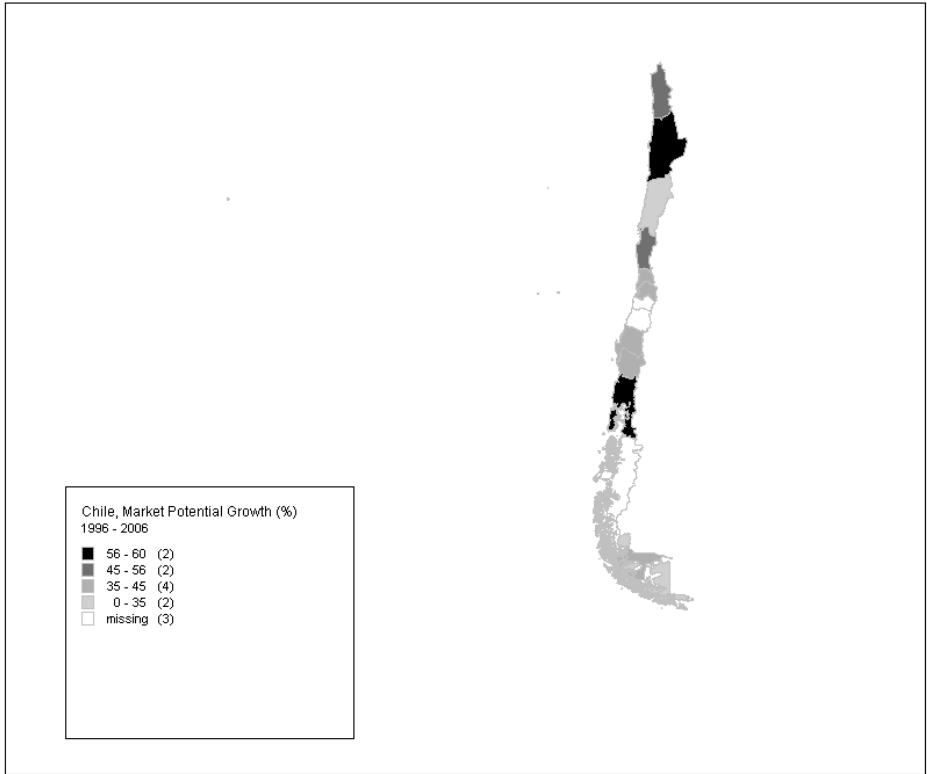 Chile, Market Potential Growth (%)
1996 - 2006
56 - 60 (2)
45 - 56 (2)
35 - 45 (4)
0 - 35 (2)
missing (3)